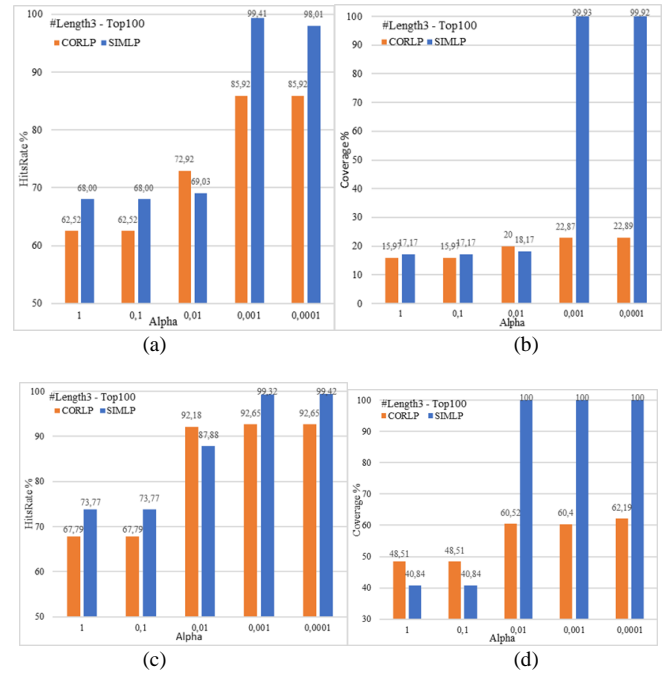 #Length3 - Top100
CORLP SIMLP
HitsRate %
100
90
80
70
60
50
62,52
68,00
62,52
68,00
72,92
69,03
85,92
99,41
85,92
98,01
1 0,1 0,01 0,001 0,0001
Alpha
(a)
#Length3 - Top100
CORLP SIMLP
Coverage %
100
90
80
70
60
50
40
30
20
10
0
15,97
17,17
15,97
17,17
20
18,17
22,87
99,93
22,89
99,92
1 0,1 0,01 0,001 0,0001
Alpha
(b)
#Length3 - Top100
CORLP SIMLP
HitsRate %
100
90
80
70
60
50
67,79
73,77
67,79
73,77
92,18
87,88
92,65
99,32
92,65
99,42
1 0,1 0,01 0,001 0,0001
Alpha
(c)
#Length3 - Top100
CORLP SIMLP
Coverage %
100
90
80
70
60
50
40
30
48,51
40,84
48,51
40,84
60,52
100
60,4
100
62,19
100
1 0,1 0,01 0,001 0,0001
Alpha
(d)